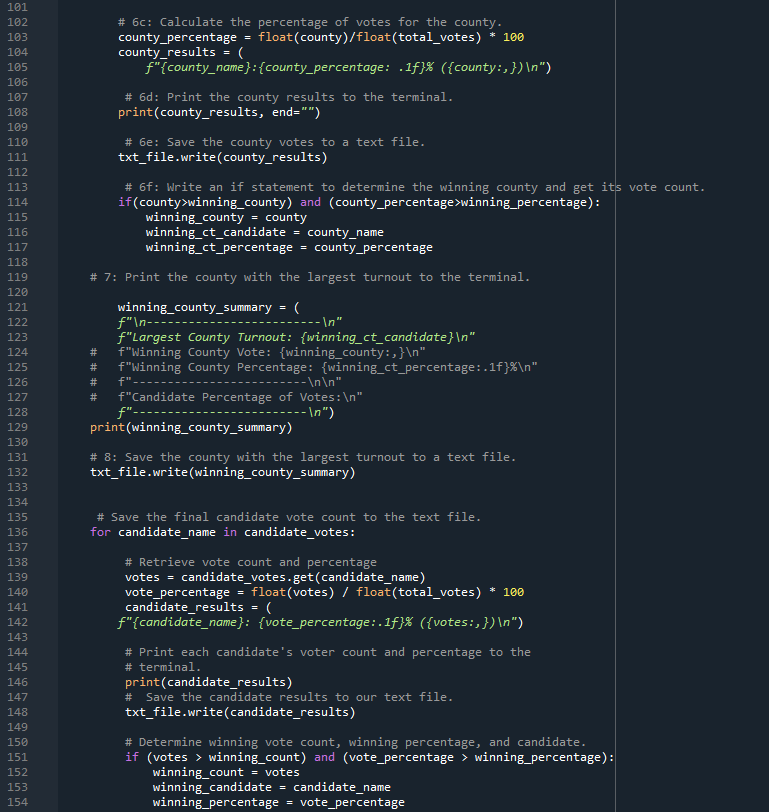 101
102 # 6c: Calculate the percentage of votes for the county.
103 county_percentage = float(county)/float(total_votes) * 100
104 county_results = (
105 f"{county_name}:{county_percentage: .1f}% ({county:,})\n")
106
107 # 6d: Print the county results to the terminal.
108 print(county_results, end="")
109
110 # 6e: Save the county votes to a text file.
111 txt_file.write(county_results)
112
113 # 6f: Write an if statement to determine the winning county and get its vote count.
114 if(county>winning_county) and (county_percentage>winning_percentage):
115 winning_county = county
116 winning_ct_candidate = county_name
117 winning_ct_percentage = county_percentage
118
119 # 7: Print the county with the largest turnout to the terminal.
120
121 winning_county_summary = (
122 f"\n-------------------------\n"
123 f"Largest County Turnout: {winning_ct_candidate}\n"
124 # f"Winning County Vote: {winning_county:,}\n"
125 # f"Winning County Percentage: {winning_ct_percentage:.1f}%\n"
126 # f"-------------------------\n\n"
127 # f"Candidate Percentage of Votes:\n"
128 f"-------------------------\n")
129 print(winning_county_summary)
130
131 # 8: Save the county with the largest turnout to a text file.
132 txt_file.write(winning_county_summary)
133
134
135 # Save the final candidate vote count to the text file.
136 for candidate_name in candidate_votes:
137
138 # Retrieve vote count and percentage
139 votes = candidate_votes.get(candidate_name)
140 vote_percentage = float(votes) / float(total_votes) * 100
141 candidate_results = (
142 f"{candidate_name}: {vote_percentage:.1f}% ({votes:,})\n")
143
144 # Print each candidate's voter count and percentage to the
145 # terminal.
146 print(candidate_results)
147 #  Save the candidate results to our text file.
148 txt_file.write(candidate_results)
149
150 # Determine winning vote count, winning percentage, and candidate.
151 if (votes > winning_count) and (vote_percentage > winning_percentage):
152 winning_count = votes
153 winning_candidate = candidate_name
154 winning_percentage = vote_percentage